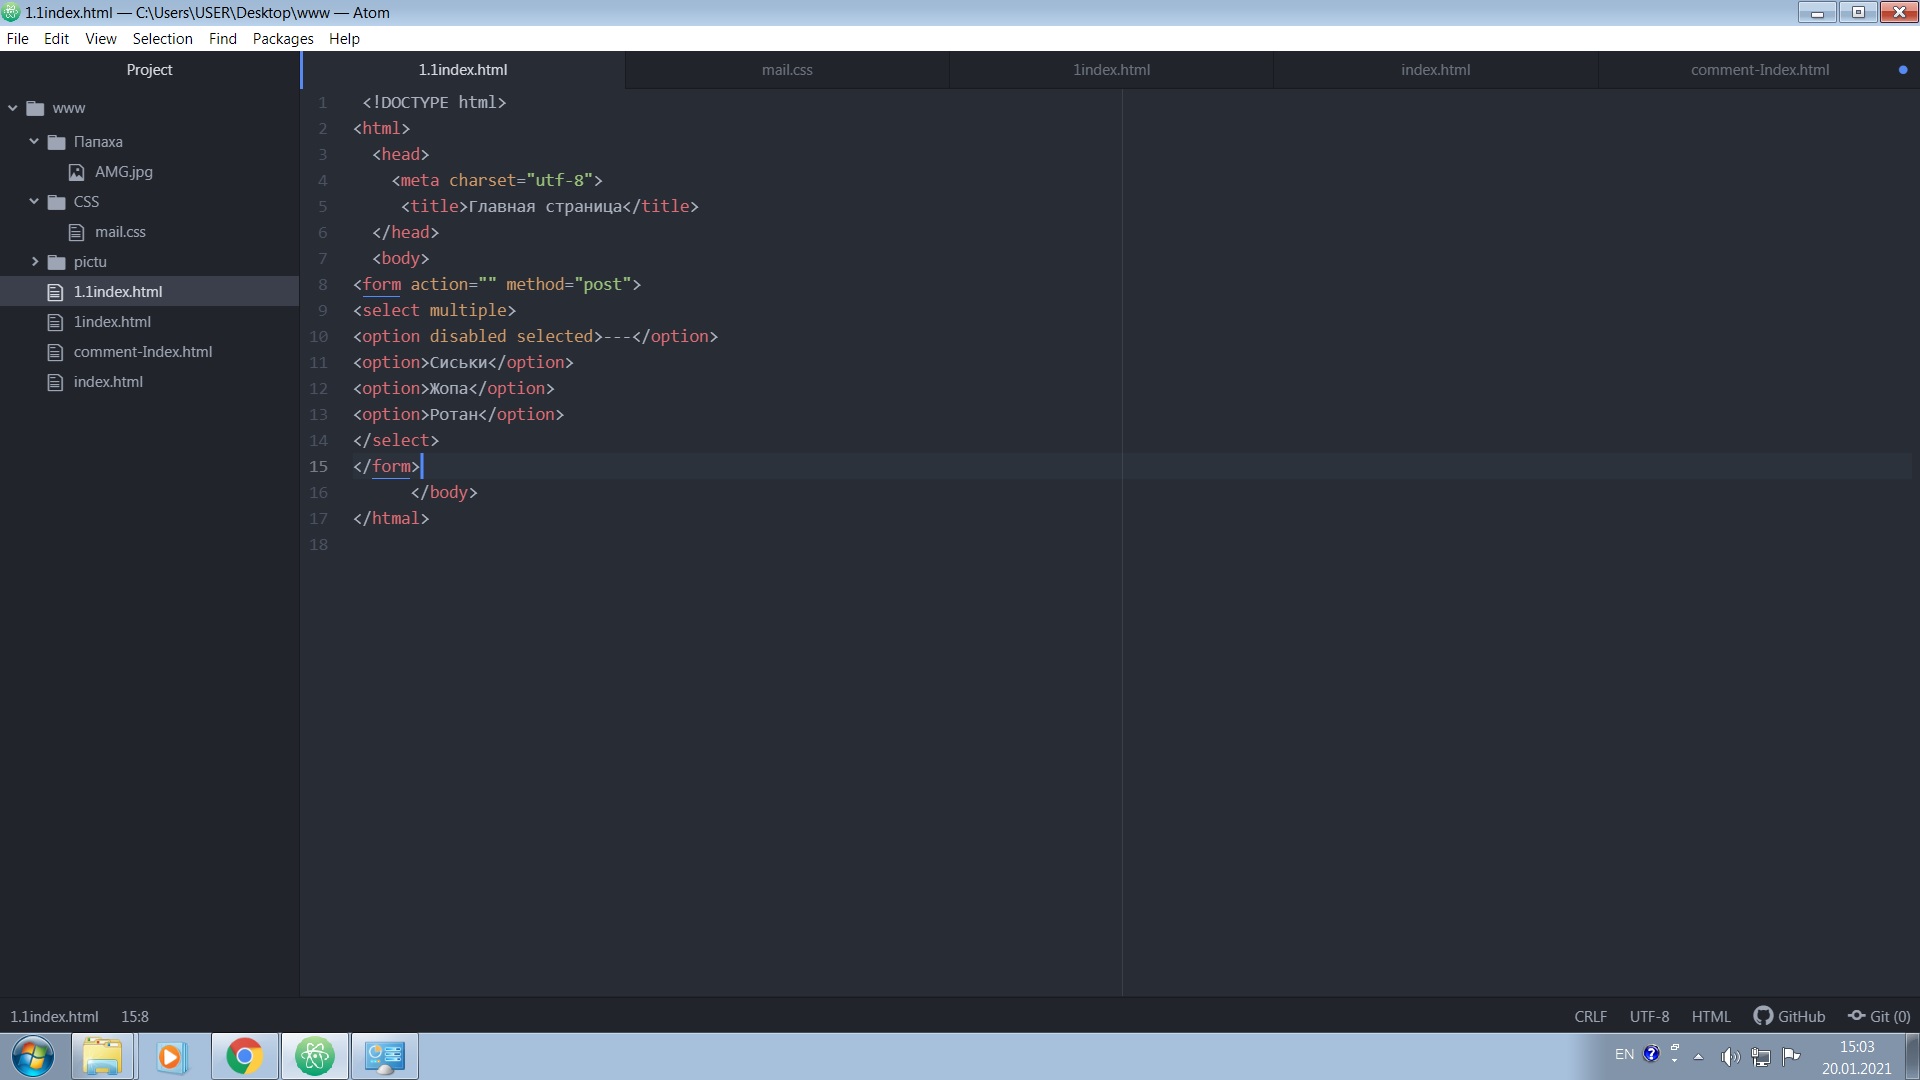 1.1index.html — C:\Users\USER\Desktop\www — Atom
File Edit View Selection Find Packages Help
Project
1.1index.html mail.css 1index.html index.html comment-Index.html
www
Папаха
AMG.jpg
CSS
mail.css
pictu
1.1index.html
1index.html
comment-Index.html
index.html
1 <!DOCTYPE html>
2 <html>
3 <head>
4 <meta charset="utf-8">
5 <title>Главная страница</title>
6 </head>
7 <body>
8 <form action="" method="post">
9 <select multiple>
10 <option disabled selected>---</option>
11 <option>Сиськи</option>
12 <option>Жопа</option>
13 <option>Ротан</option>
14 </select>
15 </form>
16 </body>
17 </htmal>
18
1.1index.html 15:8 CRLF UTF-8 HTML GitHub Git (0)
EN
15:03
20.01.2021